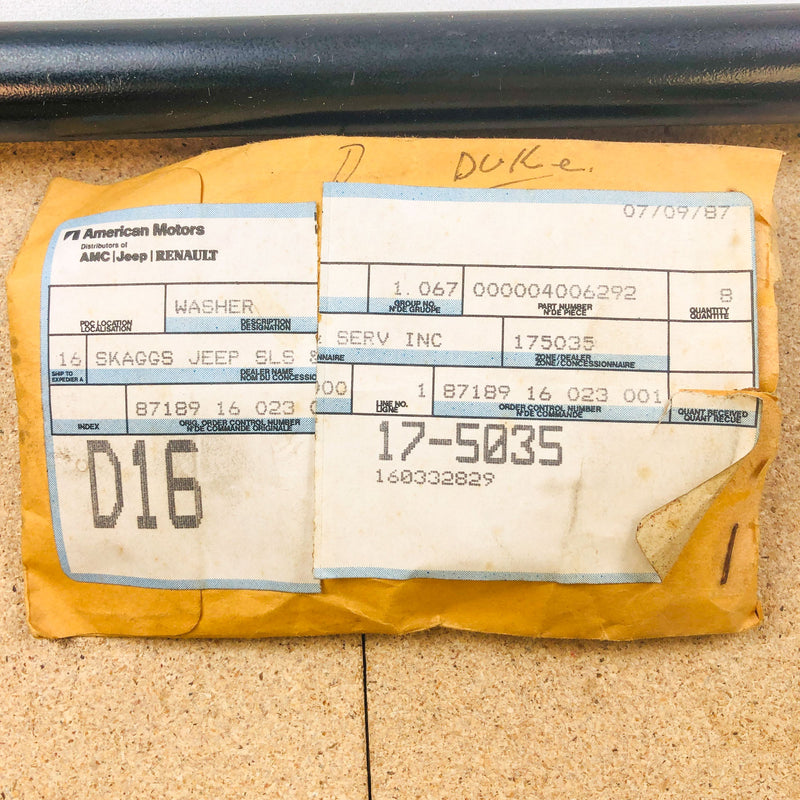 DUKe.
American Motors
Distributors of
AMC | Jeep | RENAULT
07/09/87
WASHER
1.067
000004006292
8
PDC LOCATION
LOCALISATION
DESCRIPTION
DESIGNATION
GROUP NO.
N'DE GRUOPE
PART NUMBER
N'DE PIECE
QUANTITY
QUANTITE
16
SKAGGS JEEP SLS &
SERV INC
175035
SHIP TO
EXPEDIER A
DEALER NAME
NOM DU CONCESSIO
NNAIRE
ZONE/DEALER
ZONE/CONCESSIONNAIRE
87189 16 023 0
00
1
87189 16 023 001
INDEX
ORIG. ORDER CONTROL NUMBER
N'DE COMMANDE ORIGINALE
LINE NO.
LIGNE
ORDER CONTROL NUMBER
N'DE COMMANDE
QUANT RECEIVED
QUANT RECUE
D16
17-5035
160332829